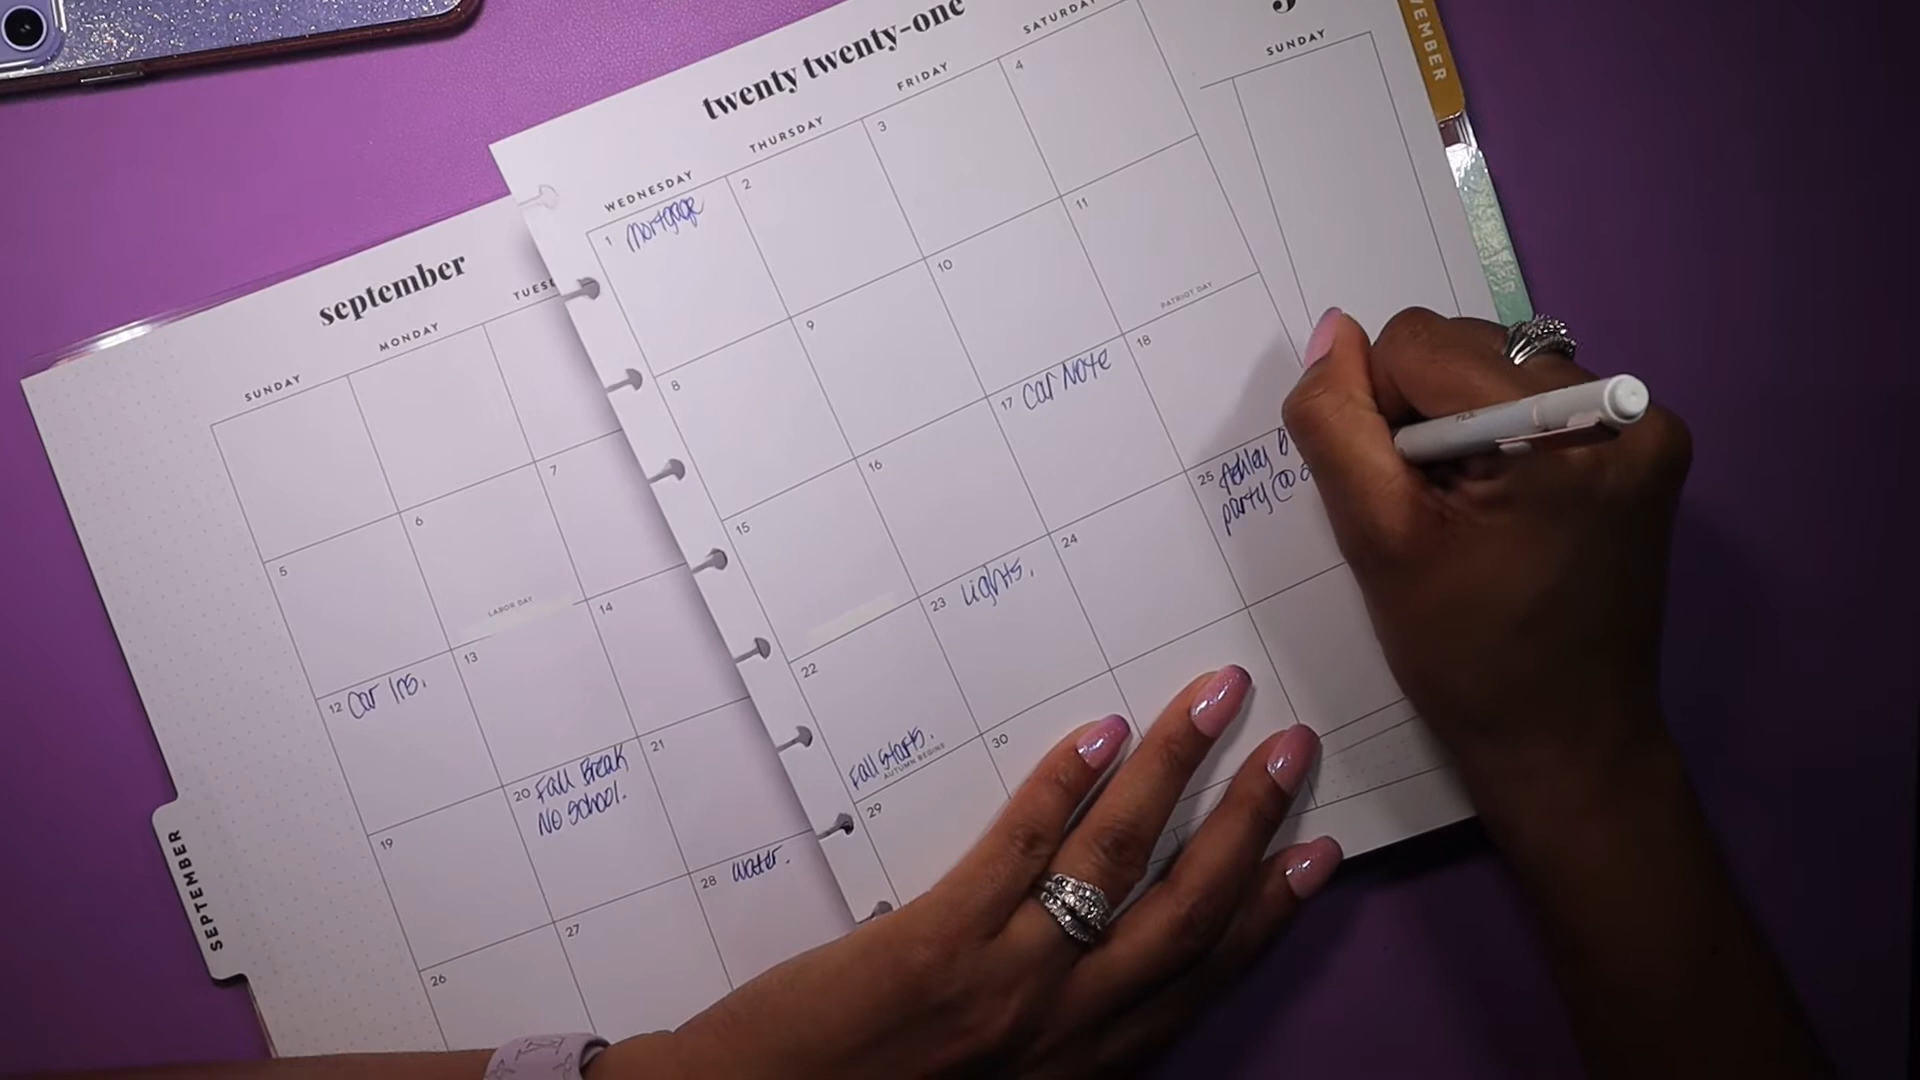 twenty twenty-one
september
SUNDAY
MONDAY
WEDNESDAY
THURSDAY
FRIDAY
SUNDAY
1 Mortgage
2
3
4
5
6
LABOR DAY
7
8
9
10
11
PATRIOT DAY
12 Car Ins.
13
14
15
16
17 Car Note
18
19
20 Fall Break
No School.
21
22
Fall starts.
AUTUMN BEGINS
23 Lights.
24
25 Ashley B
party @
26
27
28 Water.
29
30
SEPTEMBER